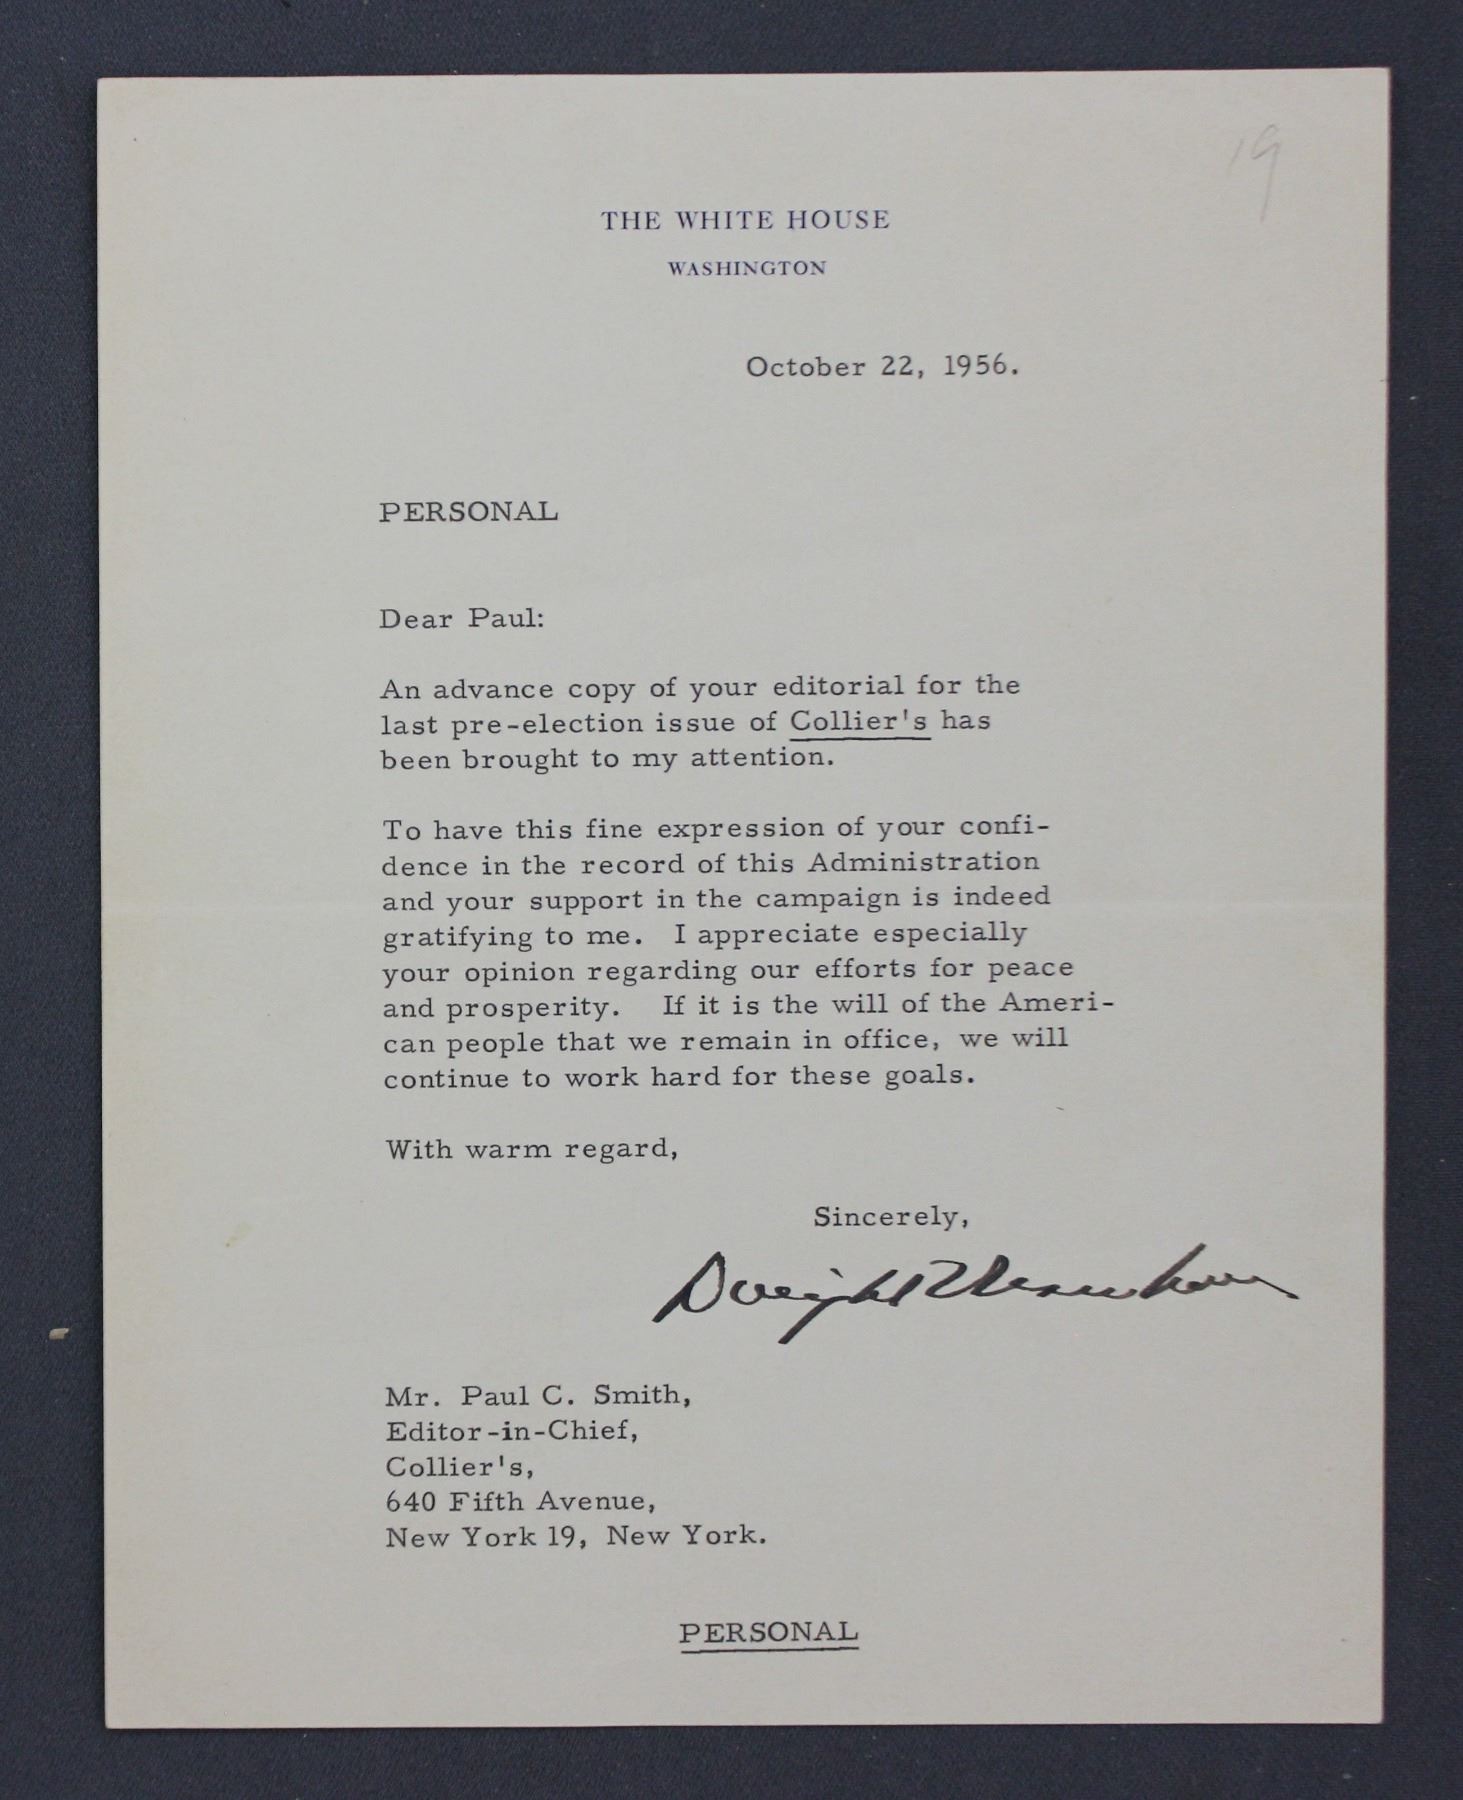 19
THE WHITE HOUSE
WASHINGTON
October 22, 1956.
PERSONAL
Dear Paul:
An advance copy of your editorial for the
last pre-election issue of Collier's has
been brought to my attention.
To have this fine expression of your confi-
dence in the record of this Administration
and your support in the campaign is indeed
gratifying to me. I appreciate especially
your opinion regarding our efforts for peace
and prosperity. If it is the will of the Ameri-
can people that we remain in office, we will
continue to work hard for these goals.
With warm regard,
Sincerely,
Dwight D Eisenhower
Mr. Paul C. Smith,
Editor-in-Chief,
Collier's,
640 Fifth Avenue,
New York 19, New York.
PERSONAL